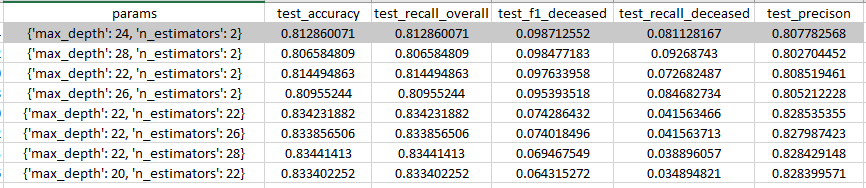 params test_accuracy test_recall_overall test_f1_deceased test_recall_deceased test_precison
{'max_depth': 24, 'n_estimators': 2} 0.812860071 0.812860071 0.098712552 0.081128167 0.807782568
{'max_depth': 28, 'n_estimators': 2} 0.806584809 0.806584809 0.098477183 0.09268743 0.802704452
{'max_depth': 22, 'n_estimators': 2} 0.814494863 0.814494863 0.097633958 0.072682487 0.808519461
{'max_depth': 26, 'n_estimators': 2} 0.80955244 0.80955244 0.095393518 0.084682734 0.805212228
{'max_depth': 22, 'n_estimators': 22} 0.834231882 0.834231882 0.074286432 0.041563466 0.828535355
{'max_depth': 22, 'n_estimators': 26} 0.833856506 0.833856506 0.074018496 0.041563713 0.827987423
{'max_depth': 22, 'n_estimators': 28} 0.83441413 0.83441413 0.069467549 0.038896057 0.828429148
{'max_depth': 20, 'n_estimators': 22} 0.833402252 0.833402252 0.064315272 0.034894821 0.828399571